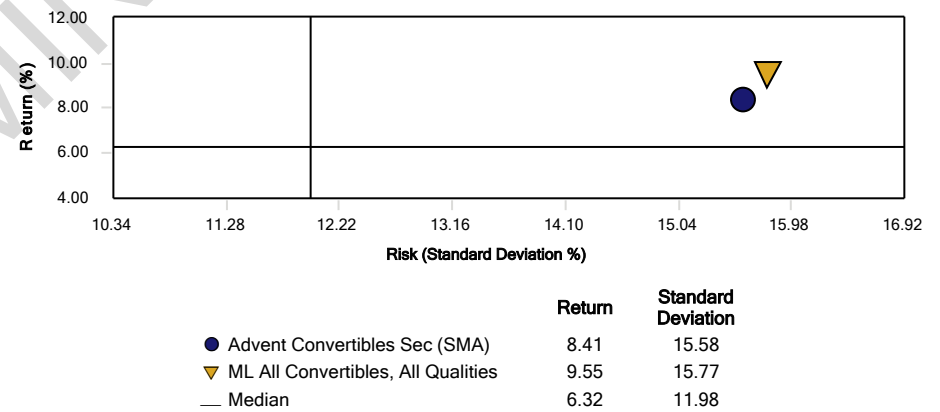 12.00
10.00
8.00
6.00
4.00
Return (%)
10.34 11.28 12.22 13.16 14.10 15.04 15.98 16.92
Risk (Standard Deviation %)
Return Standard Deviation
Advent Convertibles Sec (SMA) 8.41 15.58
ML All Convertibles, All Qualities 9.55 15.77
Median 6.32 11.98